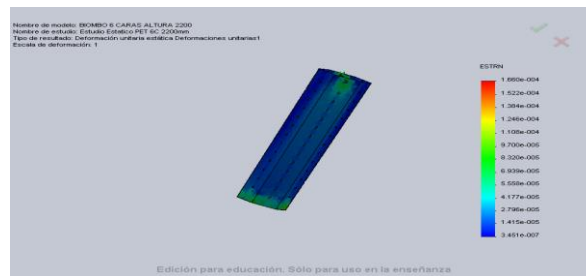 Nombre de modelo: BIOMBO 6 CARAS ALTURA 2200
Nombre de estudio: Estudio Estatico PET 6C 2200mm
Tipo de resultado: Deformación unitaria estática Deformaciones unitarias1
Escala de deformación: 1
ESTRN
1.660e-004
1.522e-004
1.384e-004
1.246e-004
1.108e-004
9.700e-005
8.320e-005
6.939e-005
5.558e-005
4.177e-005
2.796e-005
1.415e-005
3.461e-007
Edición para educación. Sólo para uso en la enseñanza